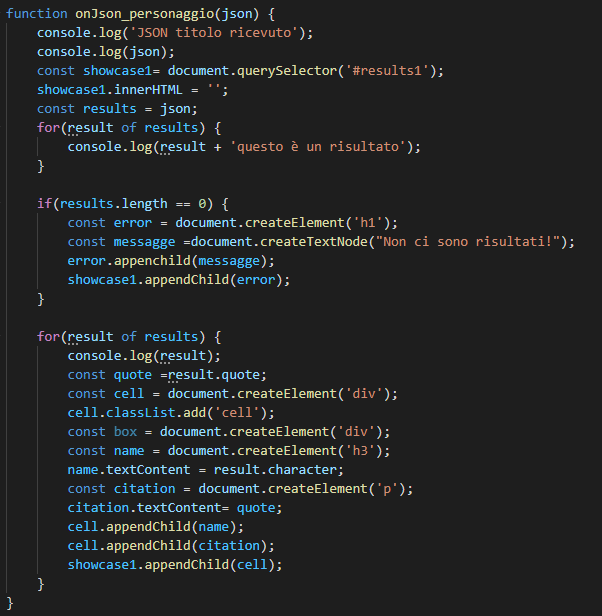 function onJson_personaggio(json) {
    console.log('JSON titolo ricevuto');
    console.log(json);
    const showcase1= document.querySelector('#results1');
    showcase1.innerHTML = '';
    const results = json;
    for(result of results) {
        console.log(result + 'questo è un risultato');
    }

    if(results.length == 0) {
        const error = document.createElement('h1');
        const messagge =document.createTextNode("Non ci sono risultati!");
        error.appenchild(messagge);
        showcase1.appendChild(error);
    }

    for(result of results) {
        console.log(result);
        const quote =result.quote;
        const cell = document.createElement('div');
        cell.classList.add('cell');
        const box = document.createElement('div');
        const name = document.createElement('h3');
        name.textContent = result.character;
        const citation = document.createElement('p');
        citation.textContent= quote;
        cell.appendChild(name);
        cell.appendChild(citation);
        showcase1.appendChild(cell);
    }
}